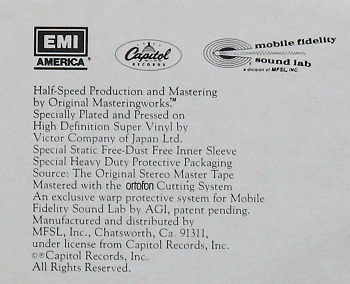 EMI
AMERICA
Capitol
RECORDS
mobile fidelity
sound lab
a division of MFSL, INC.
Half-Speed Production and Mastering
by Original Masteringworks.™
Specially Plated and Pressed on
High Definition Super Vinyl by
Victor Company of Japan Ltd.
Special Static Free-Dust Free Inner Sleeve
Special Heavy Duty Protective Packaging
Source: The Original Stereo Master Tape
Mastered with the ortofon Cutting System
An exclusive warp protective system for Mobile
Fidelity Sound Lab by AGI, patent pending.
Manufactured and distributed by
MFSL, Inc., Chatsworth, Ca. 91311,
under license from Capitol Records, Inc.
©℗Capitol Records, Inc.
All Rights Reserved.